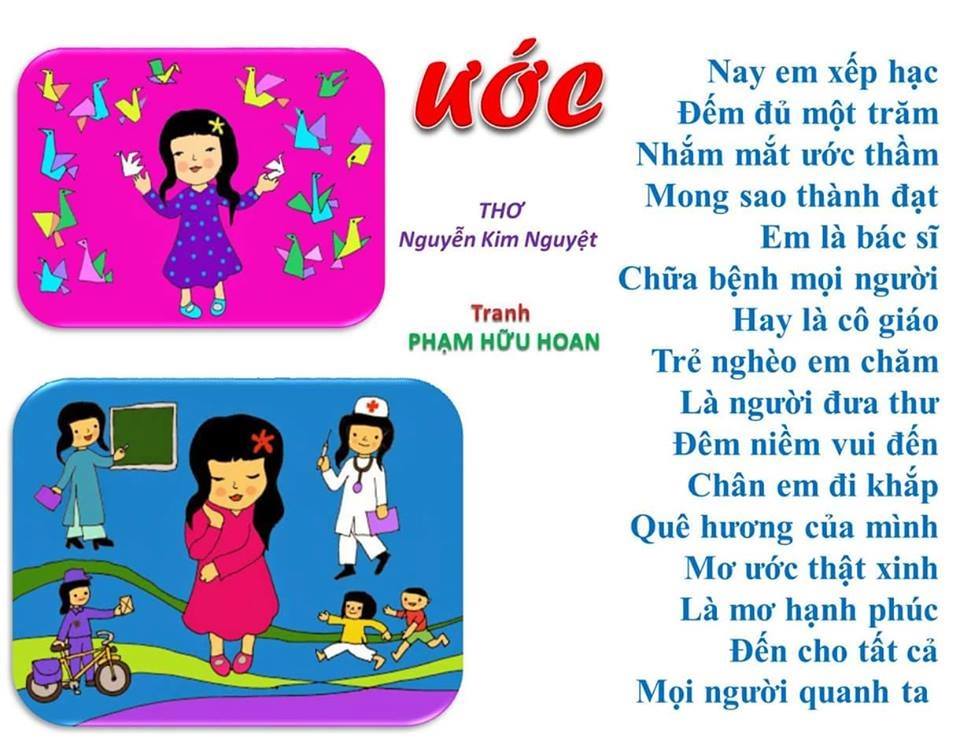 ước
THƠ
Nguyễn Kim Nguyệt
Tranh
PHẠM HỮU HOAN
Nay em xếp hạc
Đếm đủ một trăm
Nhắm mắt ước thầm
Mong sao thành đạt
Em là bác sĩ
Chữa bệnh mọi người
Hay là cô giáo
Trẻ nghèo em chăm
Là người đưa thư
Đêm niềm vui đến
Chân em đi khắp
Quê hương của mình
Mơ ước thật xinh
Là mơ hạnh phúc
Đến cho tất cả
Mọi người quanh ta